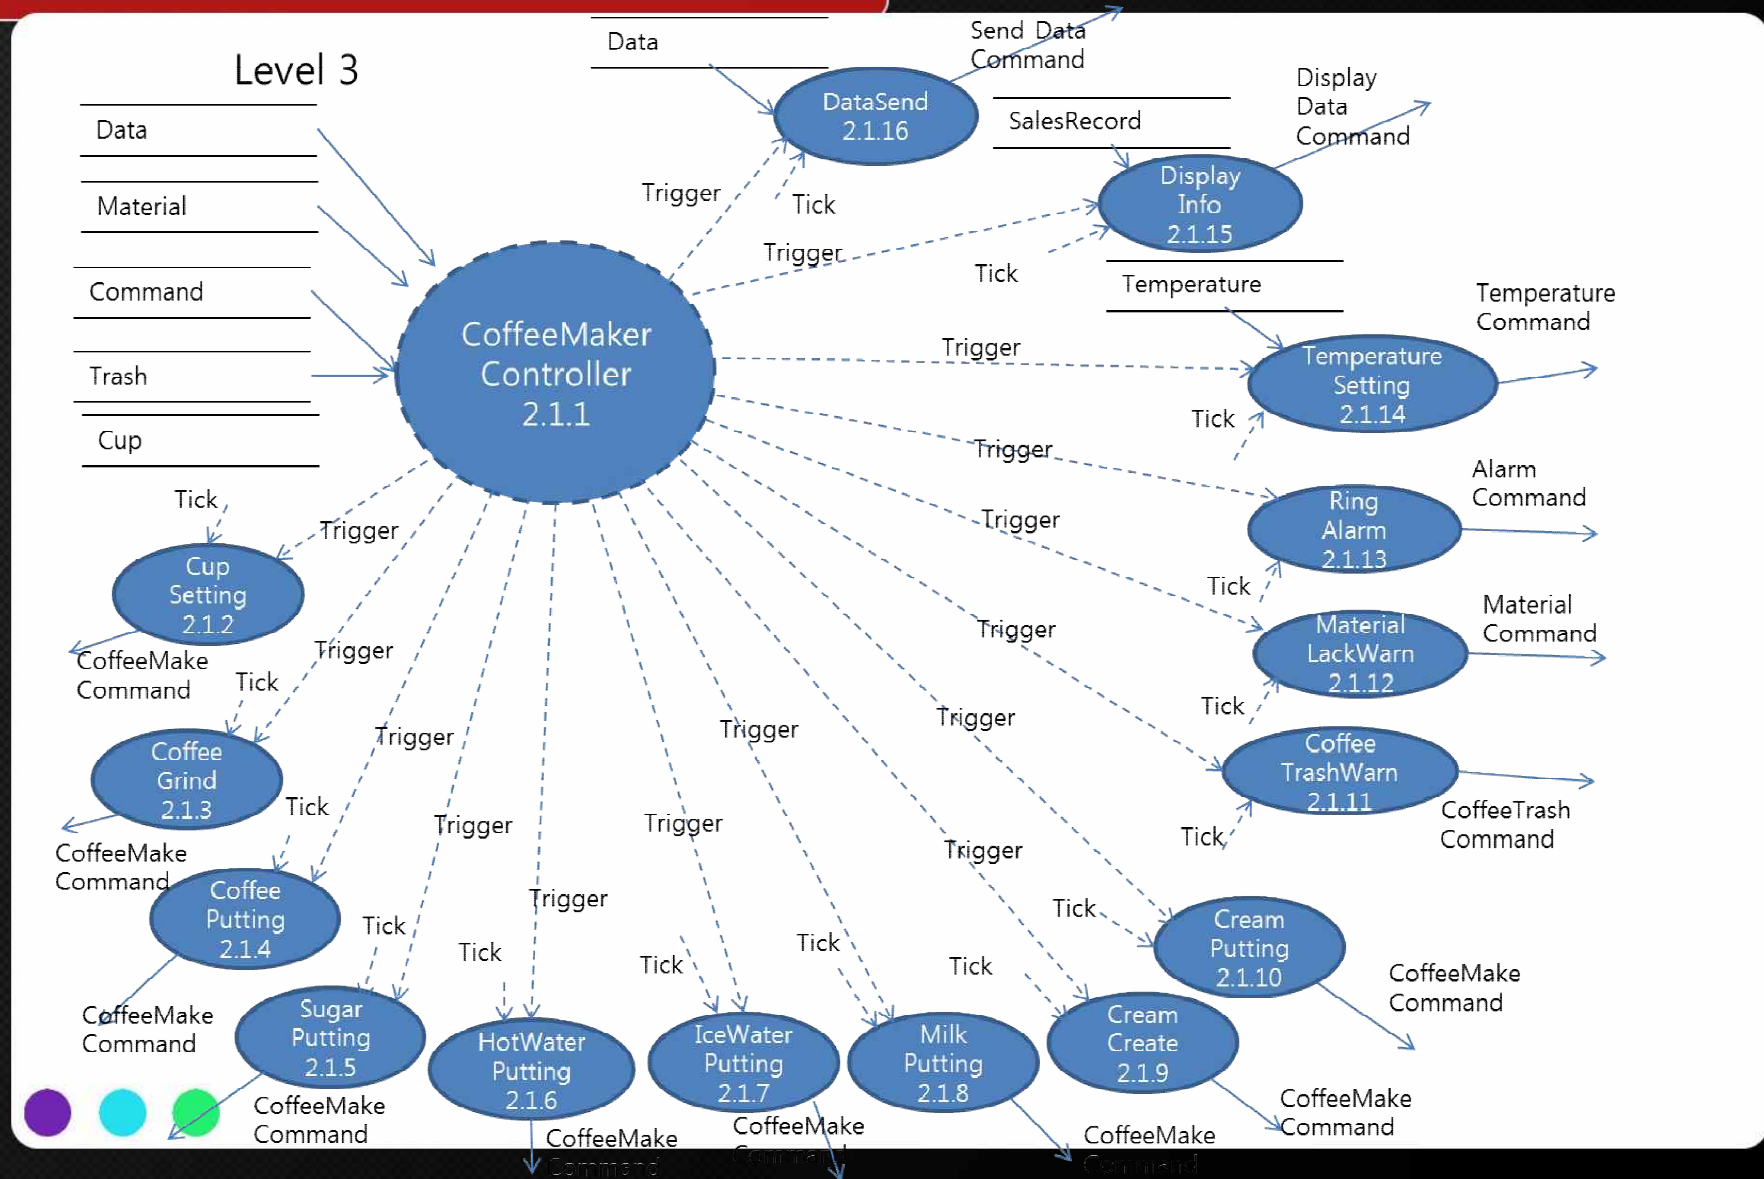 Level 3
Data
Material
Command
Trash
Cup
Data
Send Data
Command
DataSend
2.1.16
SalesRecord
Display
Data
Command
Display
Info
2.1.15
Trigger
Tick
Trigger
Tick
Temperature
Temperature
Command
Temperature
Setting
2.1.14
Trigger
Tick
CoffeeMaker
Controller
2.1.1
Trigger
Alarm
Command
Ring
Alarm
2.1.13
Tick
Trigger
Material
Command
Material
LackWarn
2.1.12
Tick
Trigger
Coffee
TrashWarn
2.1.11
CoffeeTrash
Command
Tick
Tick
Trigger
Cup
Setting
2.1.2
CoffeeMake
Command
Trigger
Tick
Coffee
Grind
2.1.3
CoffeeMake
Command
Trigger
Tick
Coffee
Putting
2.1.4
CoffeeMake
Command
Trigger
Tick
Sugar
Putting
2.1.5
CoffeeMake
Command
Trigger
Tick
HotWater
Putting
2.1.6
CoffeeMake
Command
Trigger
Tick
IceWater
Putting
2.1.7
CoffeeMake
Command
Trigger
Tick
Milk
Putting
2.1.8
CoffeeMake
Command
Trigger
Tick
Cream
Create
2.1.9
CoffeeMake
Command
Trigger
Tick
Cream
Putting
2.1.10
CoffeeMake
Command